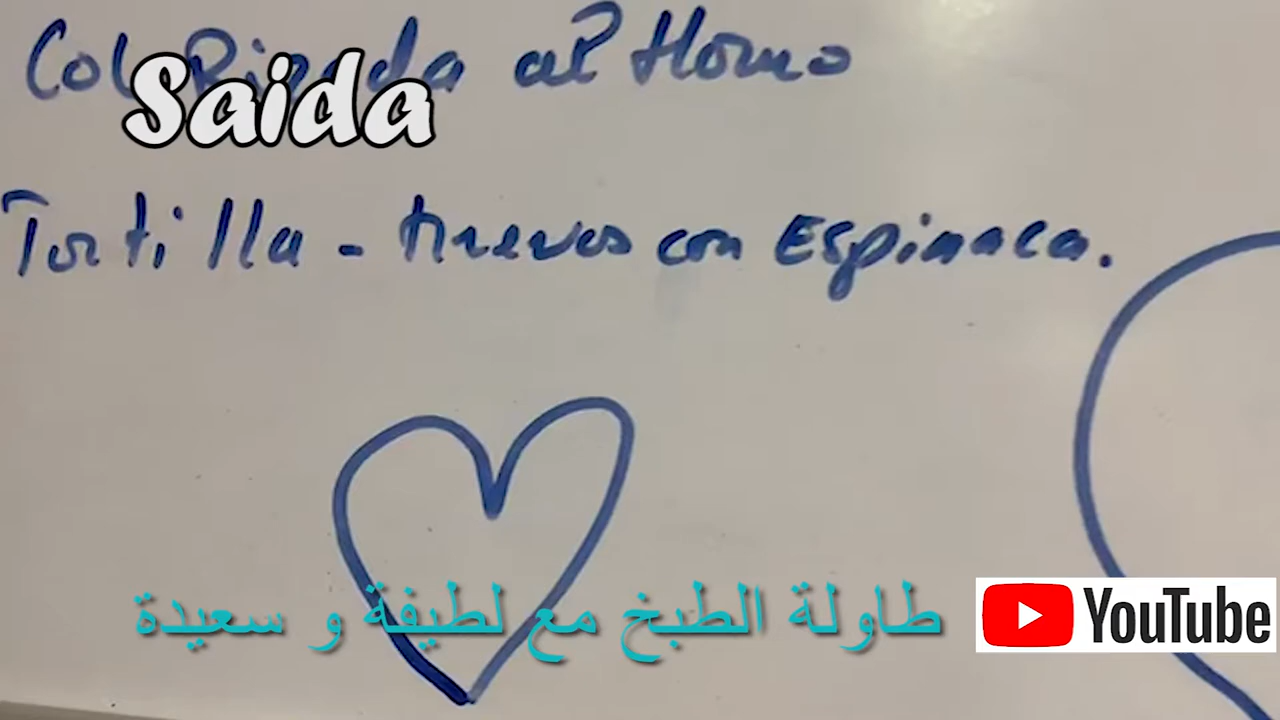 Col Rizada al Horno
Saida
Tortilla - Huevos con Espinaca.
طاولة الطبخ مع لطيفة و سعيدة
YouTube